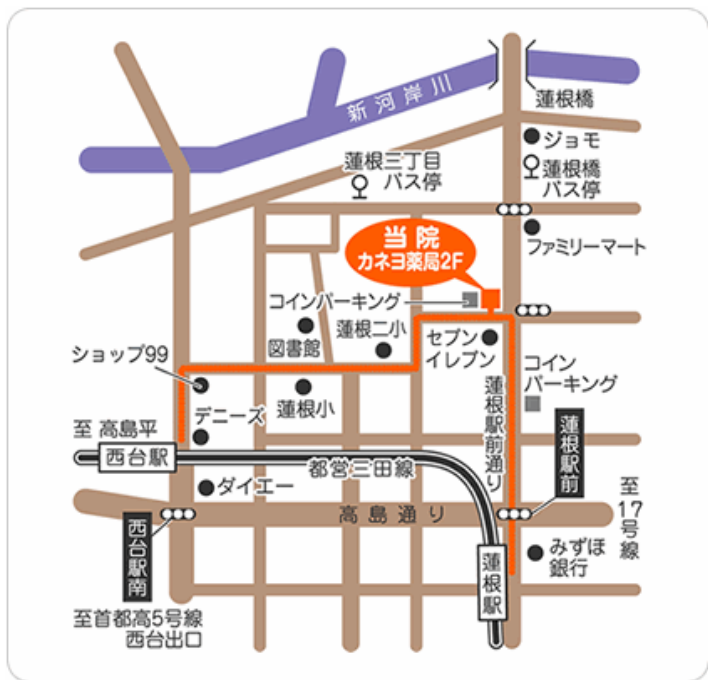 新河岸川
蓮根橋
ジョモ
蓮根三丁目
バス停
蓮根橋
バス停
当院
カネヨ薬局2F
ファミリーマート
コインパーキング
図書館
蓮根二小
セブン
イレブン
コイン
パーキング
ショップ99
デニーズ
蓮根小
蓮根駅前通り
蓮根駅前
至 高島平
西台駅
都営三田線
ダイエー
高島通り
至17号線
西台駅南
蓮根駅
みずほ
銀行
至首都高5号線
西台出口